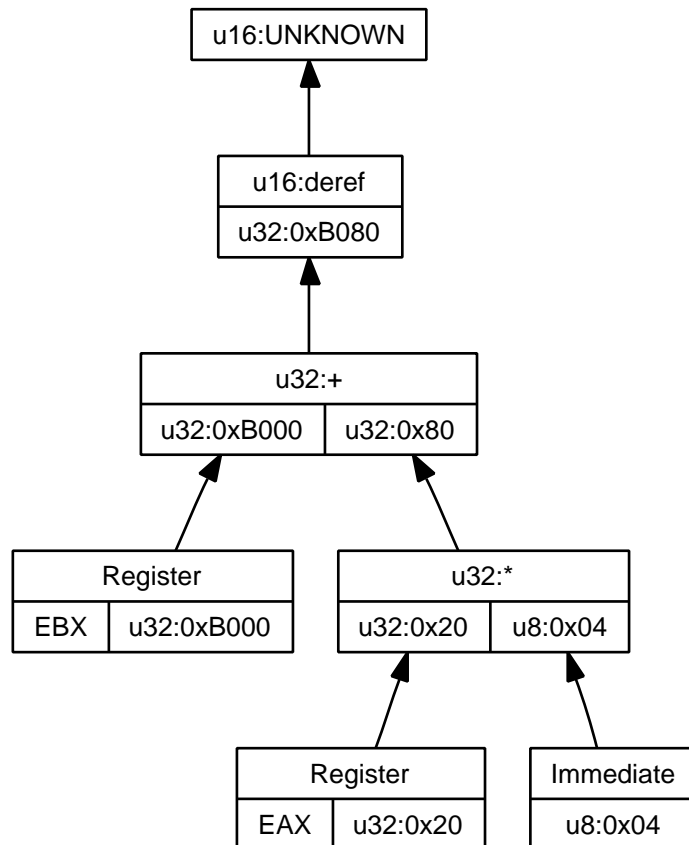 u16:UNKNOWN
u16:deref
u32:0xB080
u32:+
u32:0xB000 u32:0x80
Register
EBX u32:0xB000
u32:*
u32:0x20 u8:0x04
Register
EAX u32:0x20
Immediate
u8:0x04